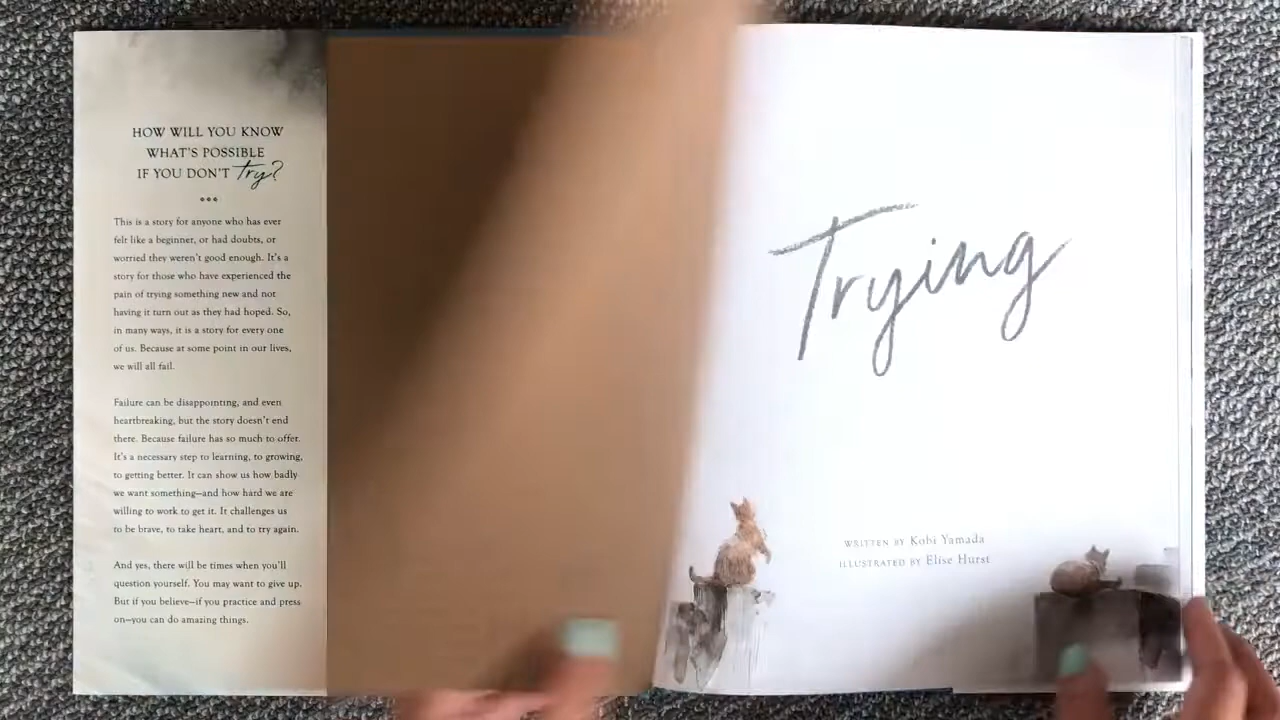 HOW WILL YOU KNOW
WHAT'S POSSIBLE
IF YOU DON'T try?
This is a story for anyone who has ever
felt like a beginner, or had doubts, or
worried they weren't good enough. It's a
story for those who have experienced the
pain of trying something new and not
having it turn out as they had hoped. So,
in many ways, it is a story for every one
of us. Because at some point in our lives,
we will all fail.
Failure can be disappointing, and even
heartbreaking, but the story doesn't end
there. Because failure has so much to offer.
It's a necessary step to learning, to growing,
to getting better. It can show us how badly
we want something—and how hard we are
willing to work to get it. It challenges us
to be brave, to take heart, and to try again.
And yes, there will be times when you'll
question yourself. You may want to give up.
But if you believe—if you practice and press
on—you can do amazing things.
Trying
WRITTEN BY Kobi Yamada
ILLUSTRATED BY Elise Hurst